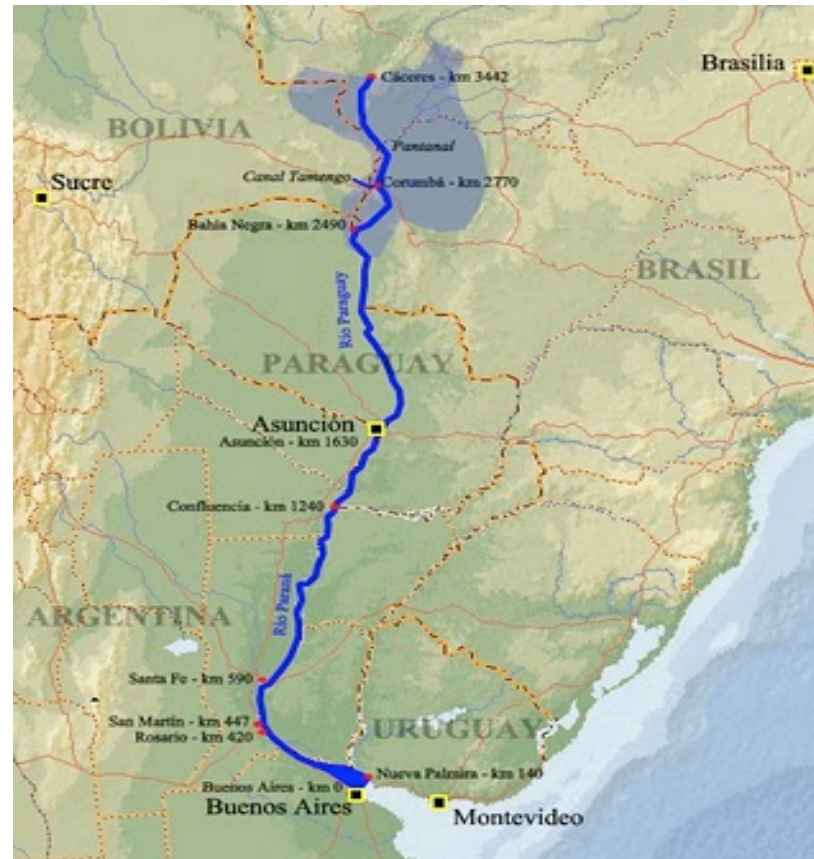 Cáceres - km 3442
Brasilia
BOLIVIA
Pantanal
Canal Tamengo
Corumbá - km 2770
Sucre
Bahía Negra - km 2490
BRASIL
Río Paraguay
PARAGUAY
Asunción
Asunción - km 1630
Confluencia - km 1240
Río Paraná
ARGENTINA
Santa Fe - km 590
San Martín - km 447
URUGUAY
Rosario - km 420
Nueva Palmira - km 140
Buenos Aires - km 0
Buenos Aires
Montevideo